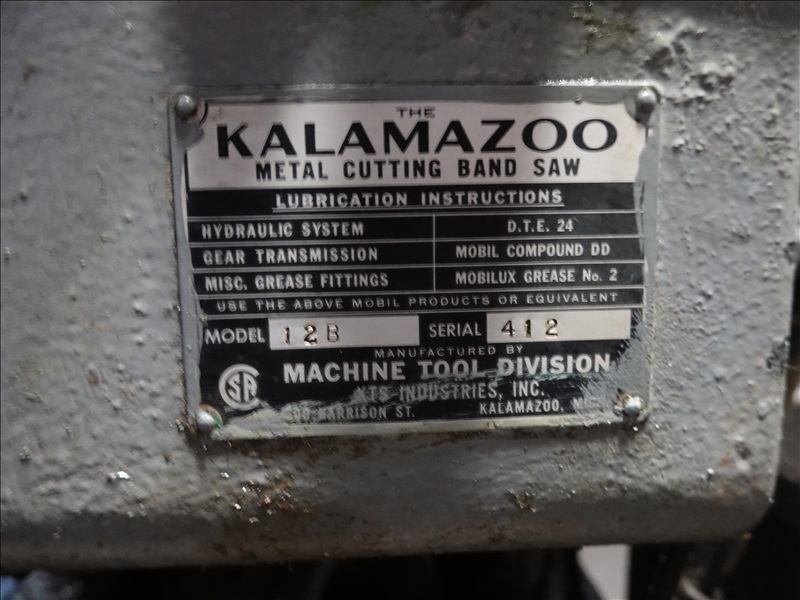 THE
KALAMAZOO
METAL CUTTING BAND SAW
LUBRICATION INSTRUCTIONS
HYDRAULIC SYSTEM D.T.E. 24
GEAR TRANSMISSION MOBIL COMPOUND DD
MISC. GREASE FITTINGS MOBILUX GREASE No. 2
USE THE ABOVE MOBIL PRODUCTS OR EQUIVALENT
MODEL 12B SERIAL 412
MANUFACTURED BY
SA MACHINE TOOL DIVISION
KTS INDUSTRIES, INC.
HARRISON ST. KALAMAZOO,